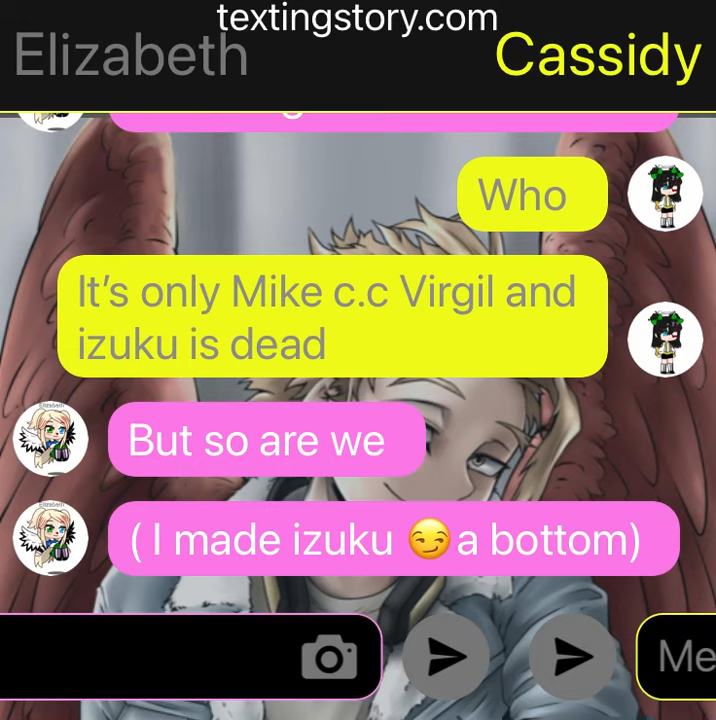 textingstory.com
Elizabeth
Cassidy
Who
It's only Mike c.c Virgil and
izuku is dead
But so are we
( I made izuku 😏 a bottom)
Me